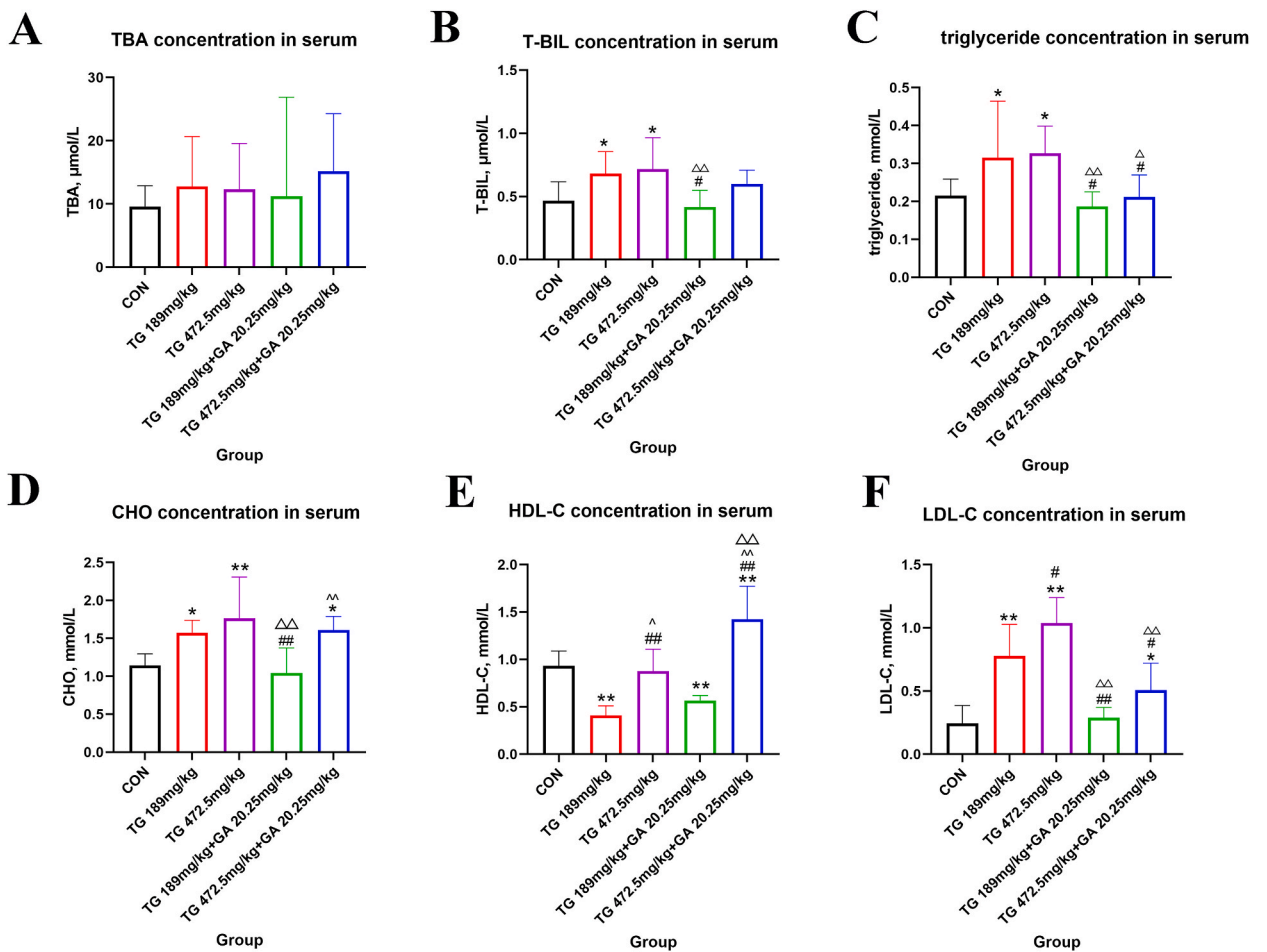 A
TBA concentration in serum
TBA, μmol/L
30
20
10
0
CON
TG 189mg/kg
TG 472.5mg/kg
TG 189mg/kg+GA 20.25mg/kg
TG 472.5mg/kg+GA 20.25mg/kg
Group
B
T-BIL concentration in serum
T-BIL, μmol/L
1.5
1.0
0.5
0.0
*
*
△△
#
CON
TG 189mg/kg
TG 472.5mg/kg
TG 189mg/kg+GA 20.25mg/kg
TG 472.5mg/kg+GA 20.25mg/kg
Group
C
triglyceride concentration in serum
triglyceride, mmol/L
0.5
0.4
0.3
0.2
0.1
0.0
*
*
△△
#
△
#
CON
TG 189mg/kg
TG 472.5mg/kg
TG 189mg/kg+GA 20.25mg/kg
TG 472.5mg/kg+GA 20.25mg/kg
Group
D
CHO concentration in serum
CHO, mmol/L
2.5
2.0
1.5
1.0
0.5
0.0
*
**
△△
##
^^
*
CON
TG 189mg/kg
TG 472.5mg/kg
TG 189mg/kg+GA 20.25mg/kg
TG 472.5mg/kg+GA 20.25mg/kg
Group
E
HDL-C concentration in serum
HDL-C, mmol/L
2.0
1.5
1.0
0.5
0.0
**
^
##
**
△△
^^
##
**
CON
TG 189mg/kg
TG 472.5mg/kg
TG 189mg/kg+GA 20.25mg/kg
TG 472.5mg/kg+GA 20.25mg/kg
Group
F
LDL-C concentration in serum
LDL-C, mmol/L
1.5
1.0
0.5
0.0
**
#
**
△△
##
△△
#
*
CON
TG 189mg/kg
TG 472.5mg/kg
TG 189mg/kg+GA 20.25mg/kg
TG 472.5mg/kg+GA 20.25mg/kg
Group